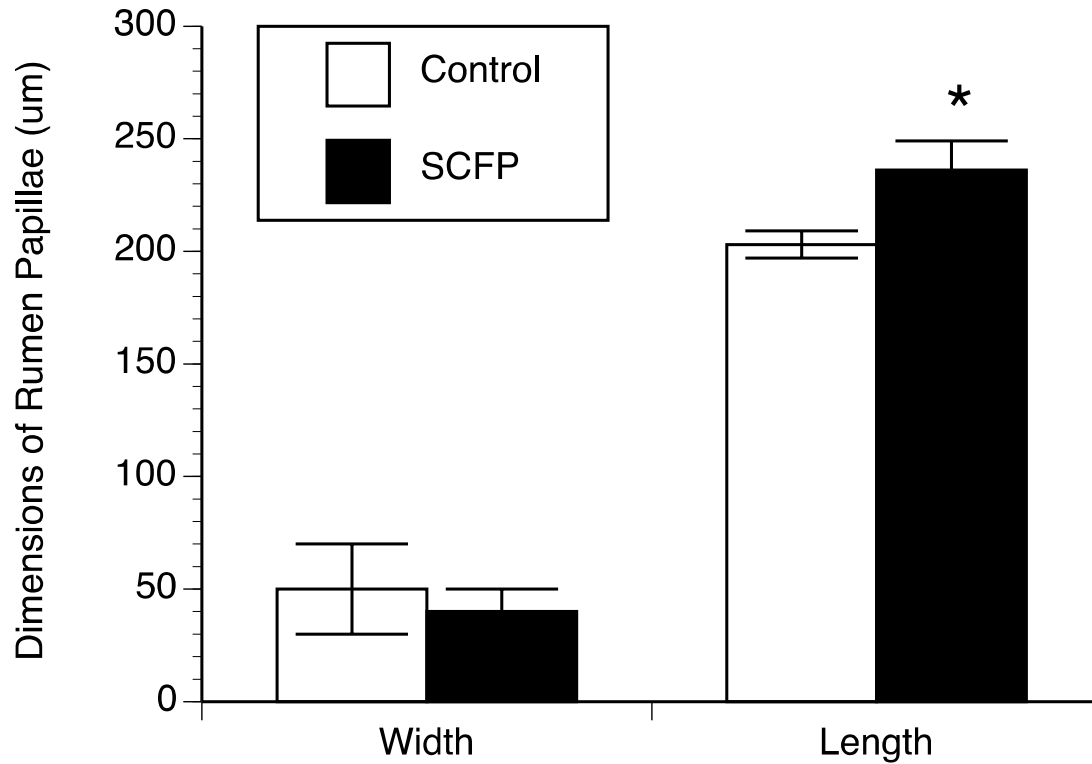 Dimensions of Rumen Papillae (um)
300
250
200
150
100
50
0
Control
SCFP
*
Width
Length